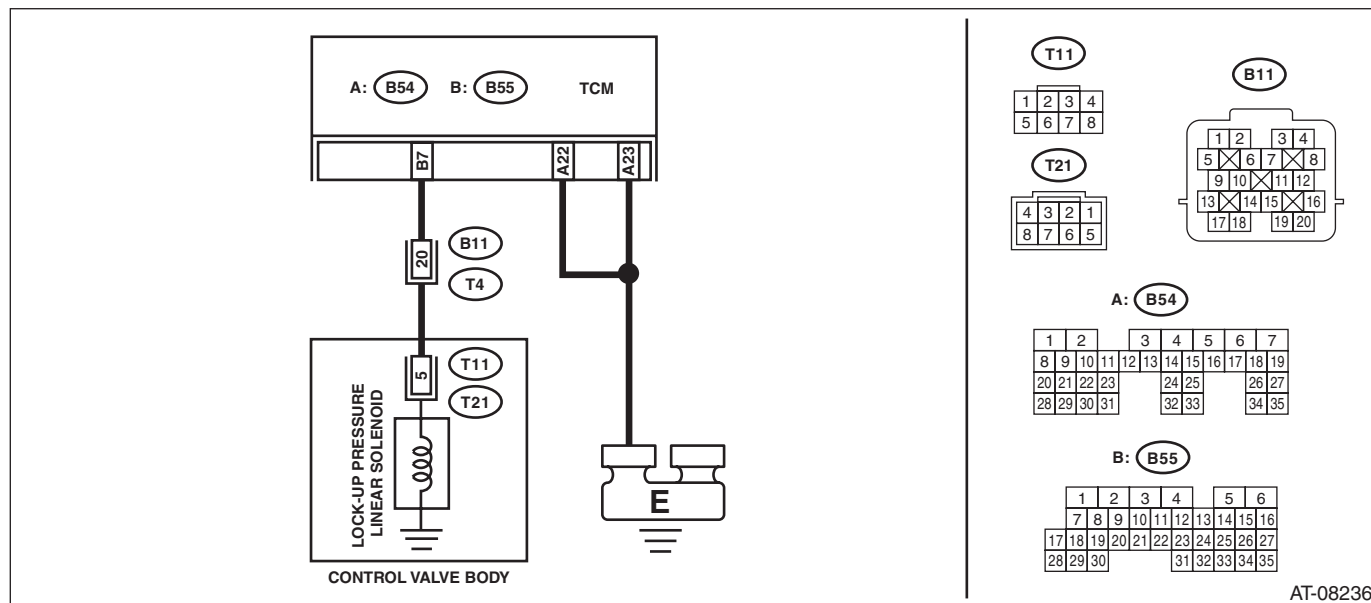 A: B54 B: B55 TCM
B7 A22 A23
20
B11
T4
5
T11
T21
LOCK-UP PRESSURE
LINEAR SOLENOID
E
CONTROL VALVE BODY
T11
1 2 3 4
5 6 7 8
T21
4 3 2 1
8 7 6 5
B11
1 2 3 4
5 6 7 8
9 10 11 12
13 14 15 16
17 18 19 20
A: B54
1 2 3 4 5 6 7
8 9 10 11 12 13 14 15 16 17 18 19
20 21 22 23 24 25 26 27
28 29 30 31 32 33 34 35
B: B55
1 2 3 4 5 6
7 8 9 10 11 12 13 14 15 16
17 18 19 20 21 22 23 24 25 26 27
28 29 30 31 32 33 34 35
AT-08236